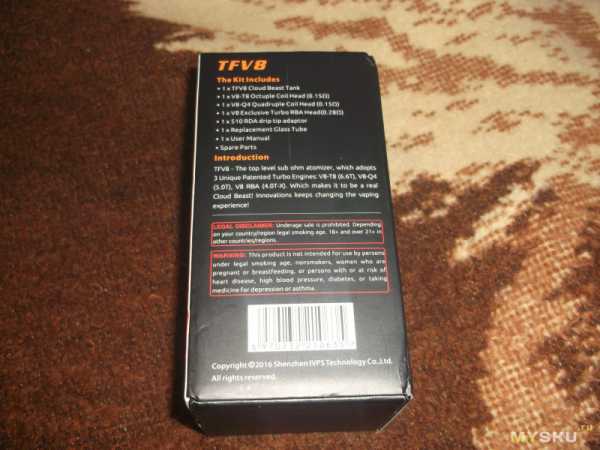 TFV8
The Kit Includes
• 1 x TFV8 Cloud Beast Tank
• 1 x V8-T8 Octuple Coil Head (0.15Ω)
• 1 x V8-Q4 Quadruple Coil Head (0.15Ω)
• 1 x V8 Exclusive Turbo RBA Head(0.28Ω)
• 1 x 510 RDA drip tip adaptor
• 1 x Replacement Glass Tube
• 1 x User Manual
• Spare Parts
Introduction
TFV8 - The top level sub ohm atomizer, which adopts
3 Unique Patented Turbo Engines: V8-T8 (6.6T), V8-Q4
(5.0T), V8 RBA (4.0T-X). Which makes it to be a real
Cloud Beast! Innovations keeps changing the vaping
experience!
LEGAL DISCLAIMER: Underage sale is prohibited. Depending
on your country/region legal smoking age. 18+ and over 21+ in
other countries/regions.
WARNING: This product is not intended for use by persons
under legal smoking age, nonsmokers, women who are
pregnant or breastfeeding, or persons with or at risk of
heart disease, high blood pressure, diabetes, or taking
medicine for depression or asthma.
Copyright©2016 Shenzhen IVPS Technology Co.,Ltd.
All rights reserved.
MYSKU.ru